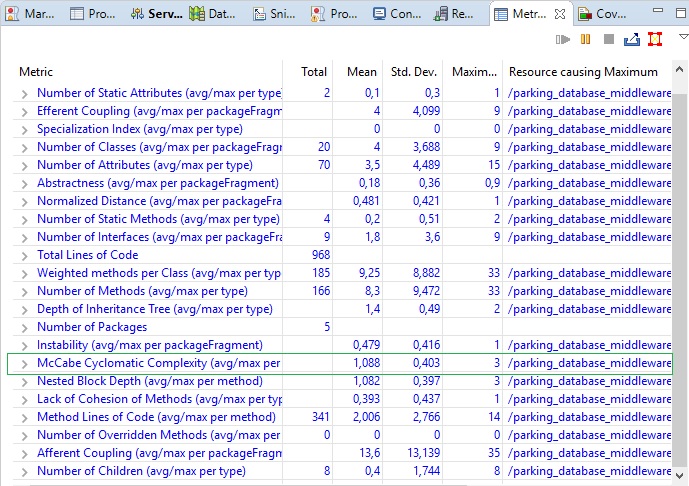 Mar... Pro... Serv... Dat... Sni... Pro... Con... Re... Metr... Cov...
Metric Total Mean Std. Dev. Maxim... Resource causing Maximum
Number of Static Attributes (avg/max per type) 2 0,1 0,3 1 /parking_database_middleware
Efferent Coupling (avg/max per packageFragm 4 4,099 9 /parking_database_middleware
Specialization Index (avg/max per type) 0 0 0 /parking_database_middleware
Number of Classes (avg/max per packageFragr 20 4 3,688 9 /parking_database_middleware
Number of Attributes (avg/max per type) 70 3,5 4,489 15 /parking_database_middleware
Abstractness (avg/max per packageFragment) 0,18 0,36 0,9 /parking_database_middleware
Normalized Distance (avg/max per packageFra 0,481 0,421 1 /parking_database_middleware
Number of Static Methods (avg/max per type) 4 0,2 0,51 2 /parking_database_middleware
Number of Interfaces (avg/max per packageFra 9 1,8 3,6 9 /parking_database_middleware
Total Lines of Code 968
Weighted methods per Class (avg/max per type 185 9,25 8,882 33 /parking_database_middleware
Number of Methods (avg/max per type) 166 8,3 9,472 33 /parking_database_middleware
Depth of Inheritance Tree (avg/max per type) 1,4 0,49 2 /parking_database_middleware
Number of Packages 5
Instability (avg/max per packageFragment) 0,479 0,416 1 /parking_database_middleware
McCabe Cyclomatic Complexity (avg/max per 1,088 0,403 3 /parking_database_middleware
Nested Block Depth (avg/max per method) 1,082 0,397 3 /parking_database_middleware
Lack of Cohesion of Methods (avg/max per typ 0,393 0,437 1 /parking_database_middleware
Method Lines of Code (avg/max per method) 341 2,006 2,766 14 /parking_database_middleware
Number of Overridden Methods (avg/max per 0 0 0 0 /parking_database_middleware
Afferent Coupling (avg/max per packageFragm 13,6 13,139 35 /parking_database_middleware
Number of Children (avg/max per type) 8 0,4 1,744 8 /parking_database_middleware